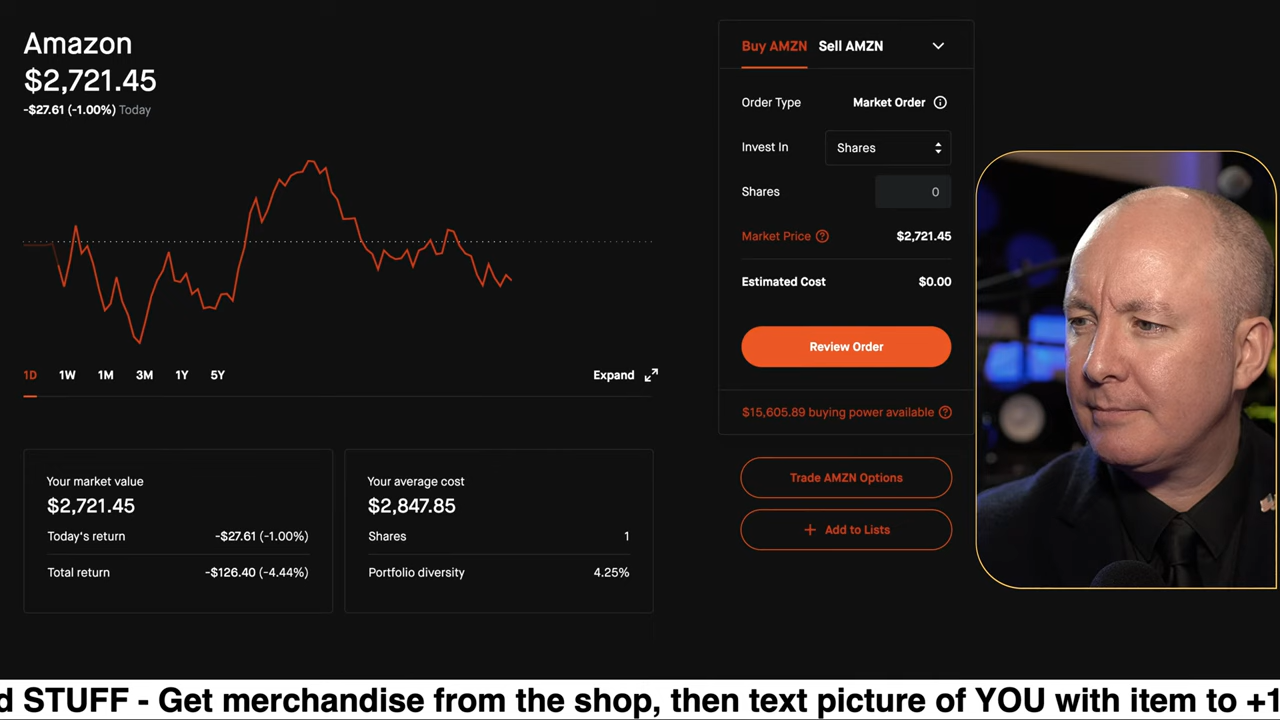 Amazon
$2,721.45
-$27.61 (-1.00%) Today
1D 1W 1M 3M 1Y 5Y Expand
Your market value
$2,721.45
Today's return -$27.61 (-1.00%)
Total return -$126.40 (-4.44%)
Your average cost
$2,847.85
Shares 1
Portfolio diversity 4.25%
Buy AMZN Sell AMZN
Order Type Market Order
Invest In Shares
Shares 0
Market Price $2,721.45
Estimated Cost $0.00
Review Order
$15,605.89 buying power available
Trade AMZN Options
+ Add to Lists
d STUFF - Get merchandise from the shop, then text picture of YOU with item to +1